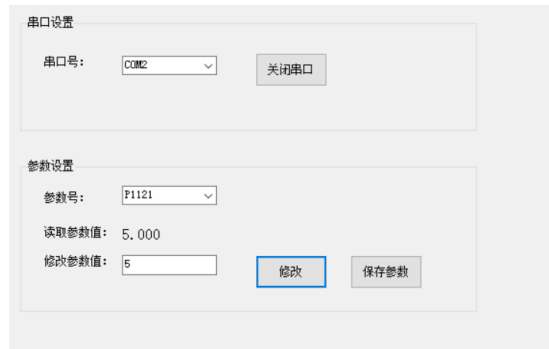 串口设置
串口号： COM2 关闭串口
参数设置
参数号： P1121
读取参数值： 5.000
修改参数值： 5 修改 保存参数